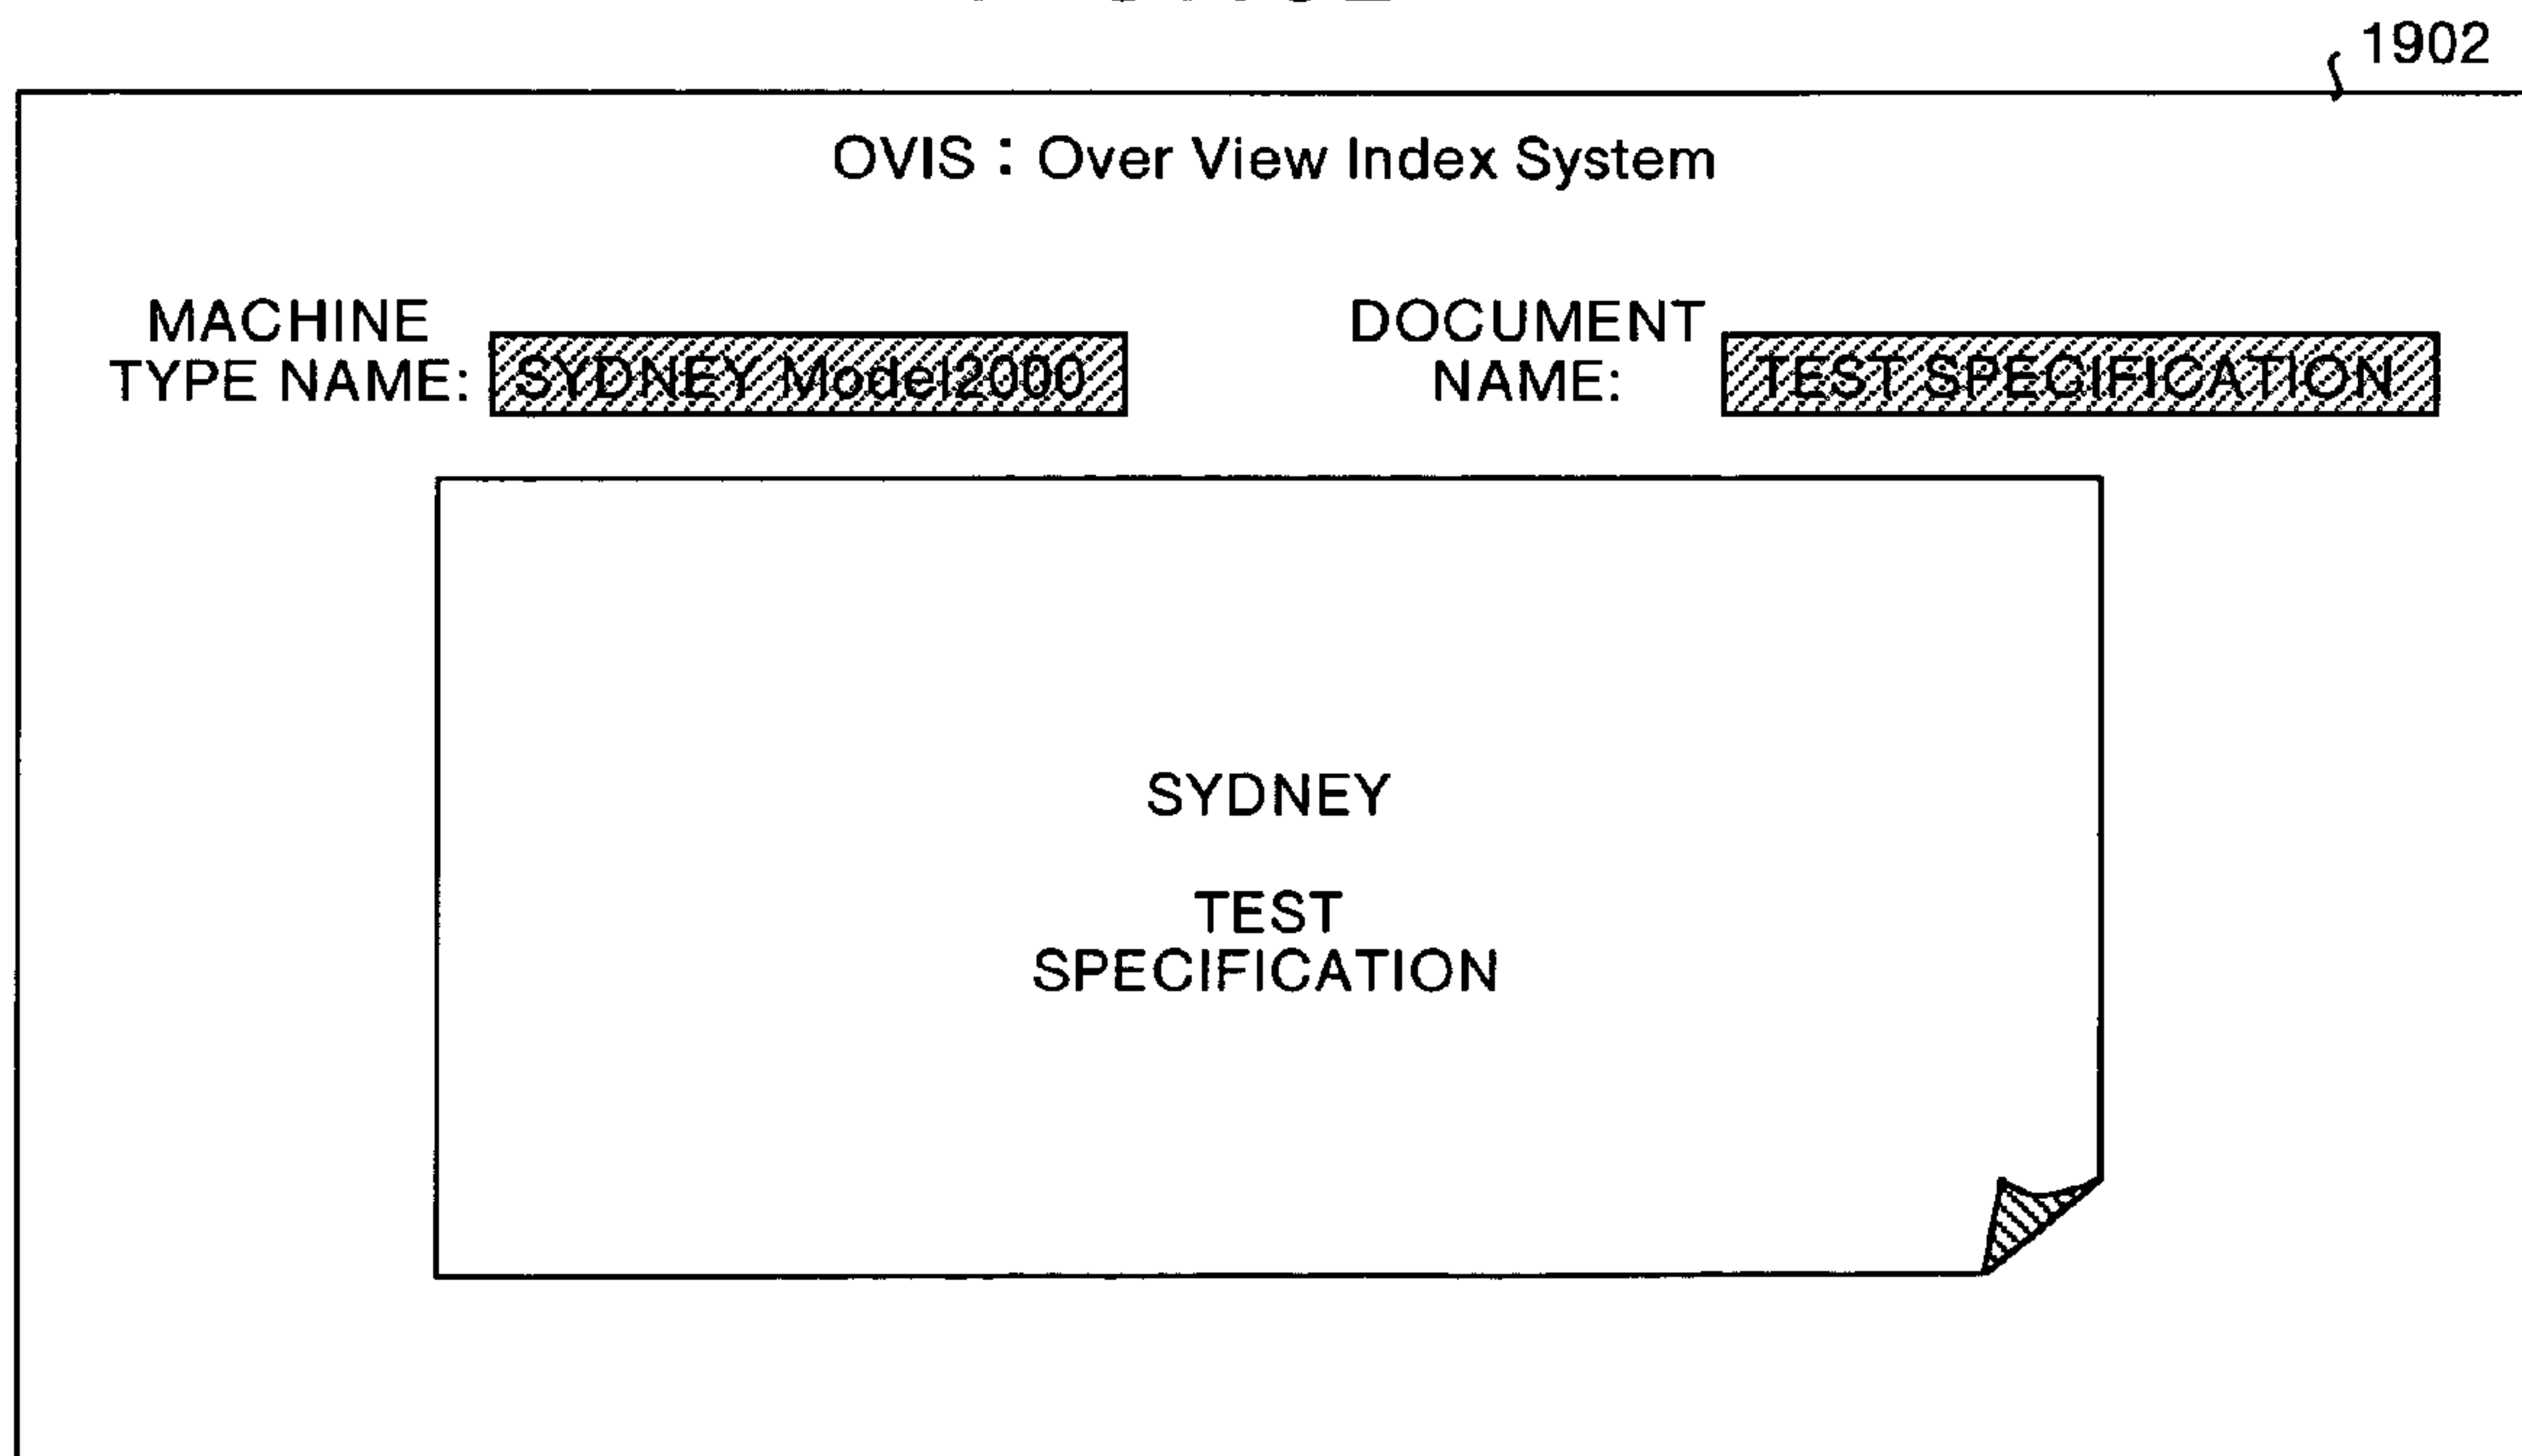 1902
OVIS : Over View Index System
MACHINE
TYPE NAME:
SYDNEY Model2000
DOCUMENT
NAME:
TEST SPECIFICATION
SYDNEY
TEST
SPECIFICATION